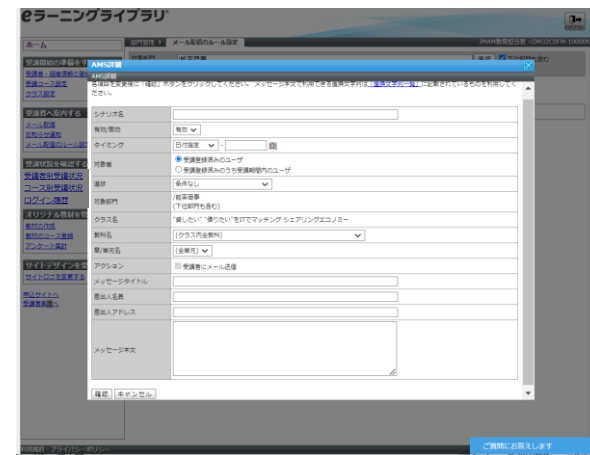 eラーニングライブラリ
ホーム
部門管理 メール配信のルール設定
受講開始の準備をす
受講コース設定
クラス設定
受講者へ案内する
メール配信
お知らせ通知
メール配信のルール設
受講状況を確認する
受講者別受講状況
コース別受講状況
ログイン履歴
オリジナル教材を
教材の作成
教材のコース登録
アンケート集計
サイトデザインを変
サイトロゴを変更する
申込サイトへ
受講者画面へ
AMS詳細
AMS詳細
各項目を変更後に「確認」ボタンをクリックしてください。 メッセージ本文で利用できる置換文字列は「置換文字列一覧」に記載されているものを利用してく
ださい。
シナリオ名
有効/無効 有効
タイミング 日付指定 -
対象者 受講登録済みのユーザ
受講登録済みのうち受講期間内のユーザ
進捗 条件なし
対象部門 /能率商事
(下位部門も含む)
クラス名 "貸したい" "借りたい"をITでマッチング シェアリングエコノミー
教科名 (クラス内全教科)
章/単元名 (全単元)
アクション 受講者にメール送信
メッセージタイトル
差出人名義
差出人アドレス
メッセージ本文
確認 キャンセル
ご質問にお答えします
プライバシーポリシー